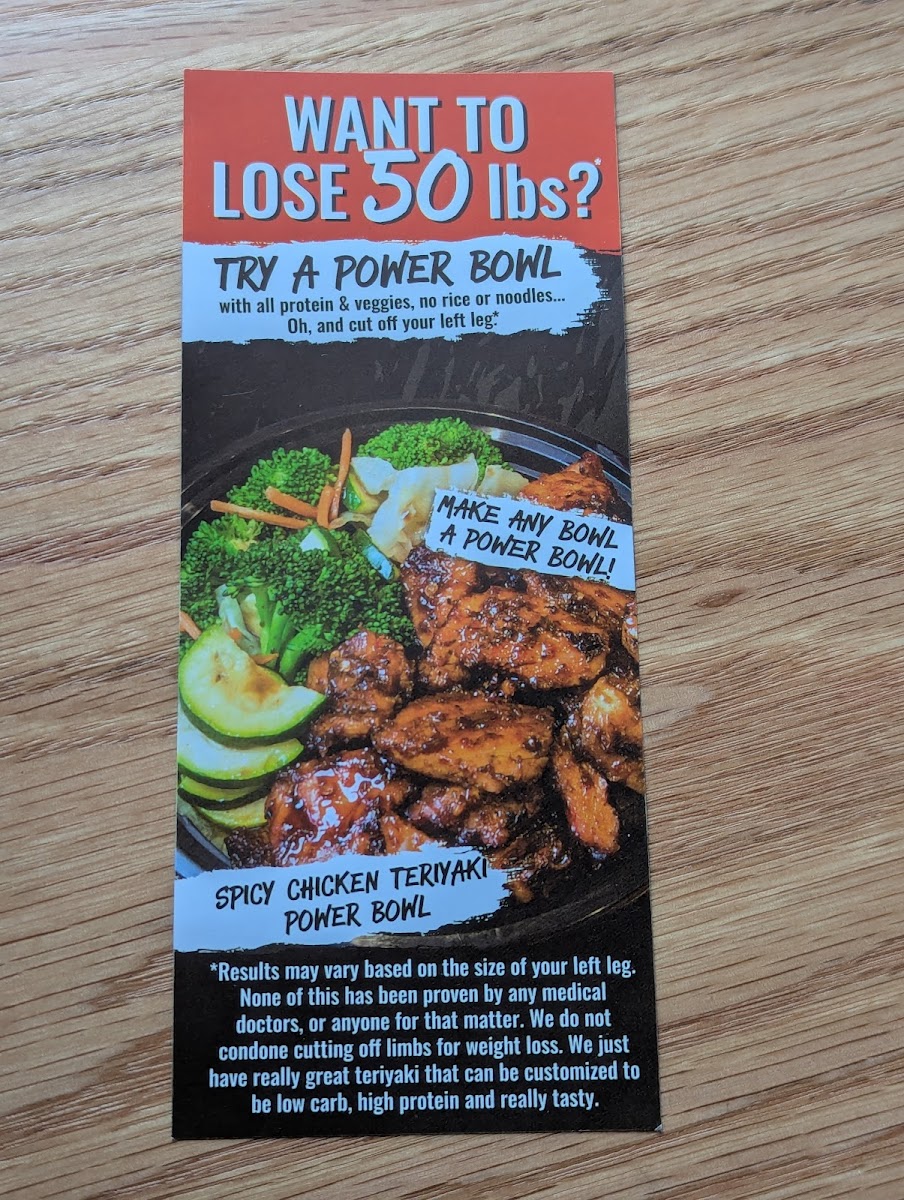 WANT TO
LOSE 50 lbs?*
TRY A POWER BOWL
with all protein & veggies, no rice or noodles...
Oh, and cut off your left leg.*
MAKE ANY BOWL
A POWER BOWL!
SPICY CHICKEN TERIYAKI
POWER BOWL
*Results may vary based on the size of your left leg.
None of this has been proven by any medical
doctors, or anyone for that matter. We do not
condone cutting off limbs for weight loss. We just
have really great teriyaki that can be customized to
be low carb, high protein and really tasty.